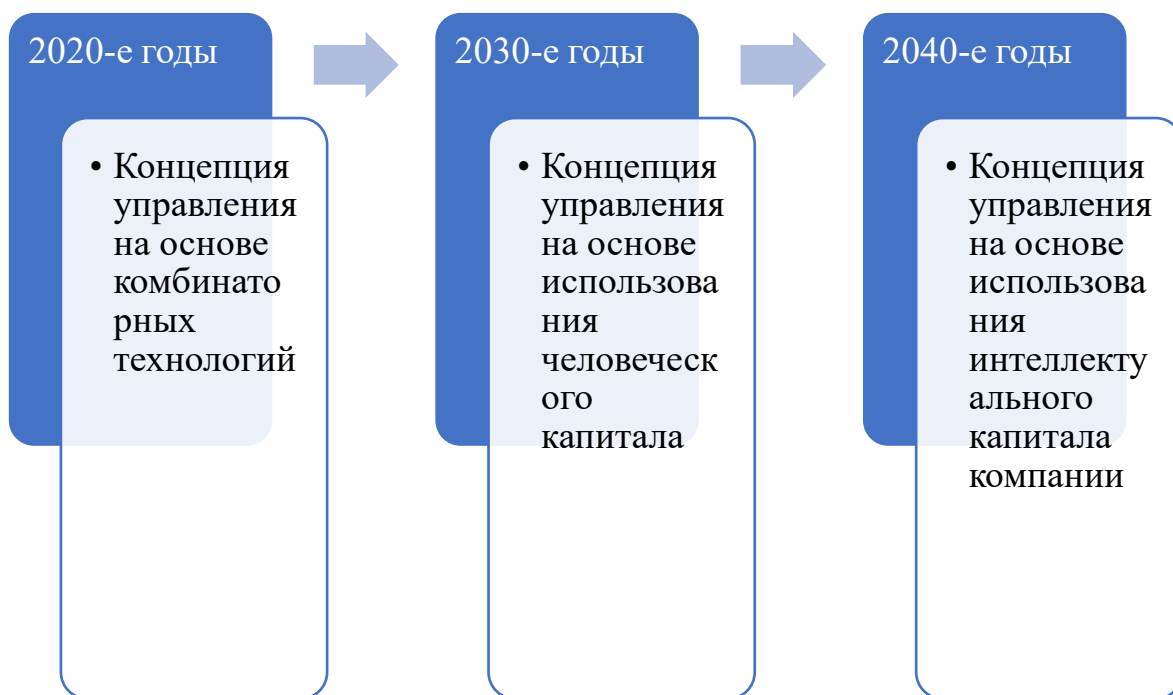 2020-е годы
• Концепция
управления
на основе
комбинато
рных
технологий
2030-е годы
• Концепция
управления
на основе
использова
ния
человеческ
ого
капитала
2040-е годы
• Концепция
управления
на основе
использова
ния
интеллекту
ального
капитала
компании